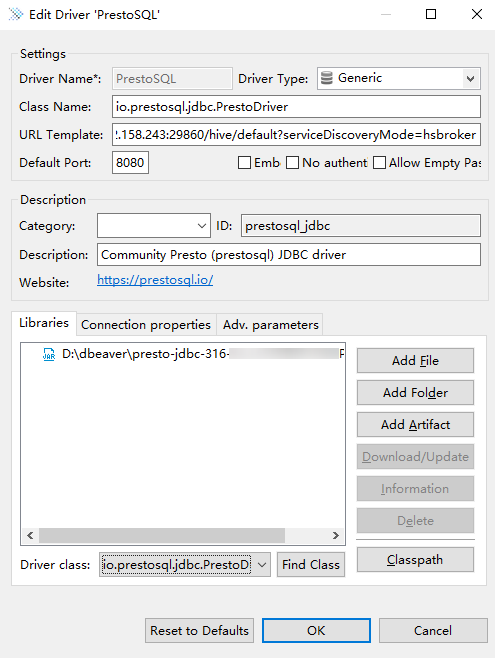 Edit Driver 'PrestoSQL'
Settings
Driver Name*: PrestoSQL Driver Type: Generic
Class Name: io.prestosql.jdbc.PrestoDriver
URL Template: 2.158.243:29860/hive/default?serviceDiscoveryMode=hsbroker
Default Port: 8080 Emb No authent Allow Empty Pas
Description
Category: ID: prestosql_jdbc
Description: Community Presto (prestosql) JDBC driver
Website: https://prestosql.io/
Libraries Connection properties Adv. parameters
D:\dbeaver\presto-jdbc-316-
Add File
Add Folder
Add Artifact
Download/Update
Information
Delete
Classpath
Driver class: io.prestosql.jdbc.PrestoD Find Class
Reset to Defaults OK Cancel